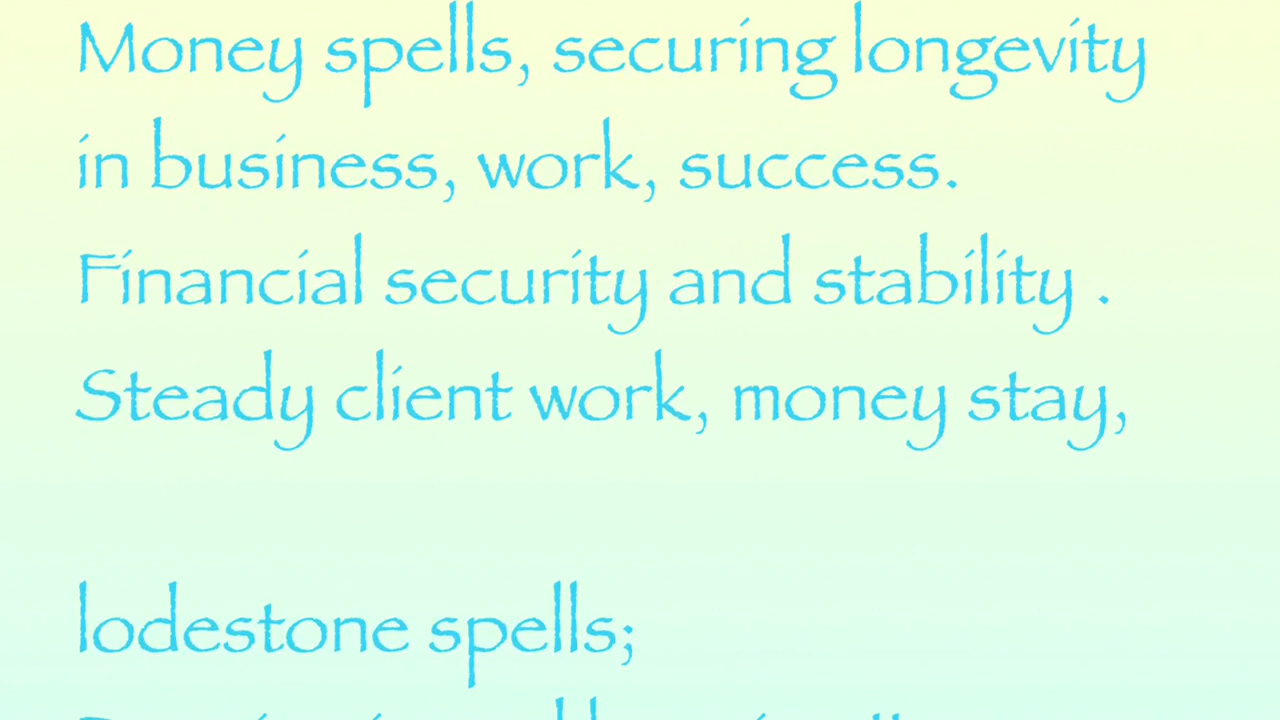 Money spells, securing longevity
in business, work, success.
Financial security and stability .
Steady client work, money stay,
lodestone spells;